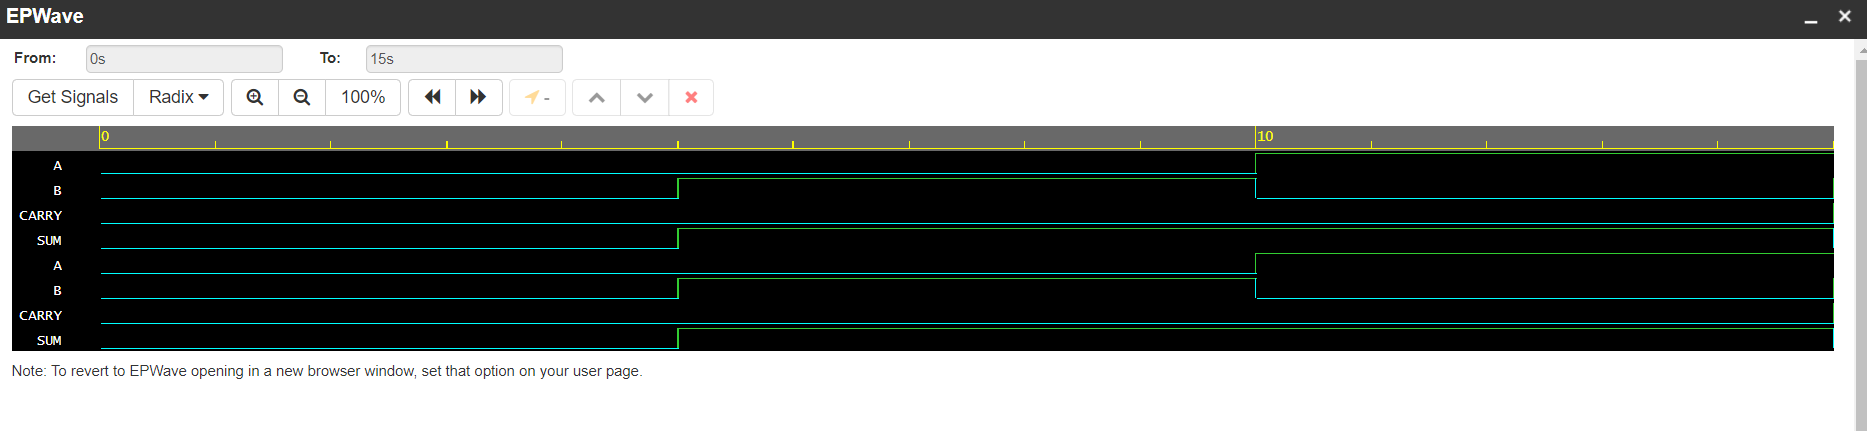 EPWave
From: 0s To: 15s
Get Signals Radix 100% -
0 10
A
B
CARRY
SUM
A
B
CARRY
SUM
Note: To revert to EPWave opening in a new browser window, set that option on your user page.